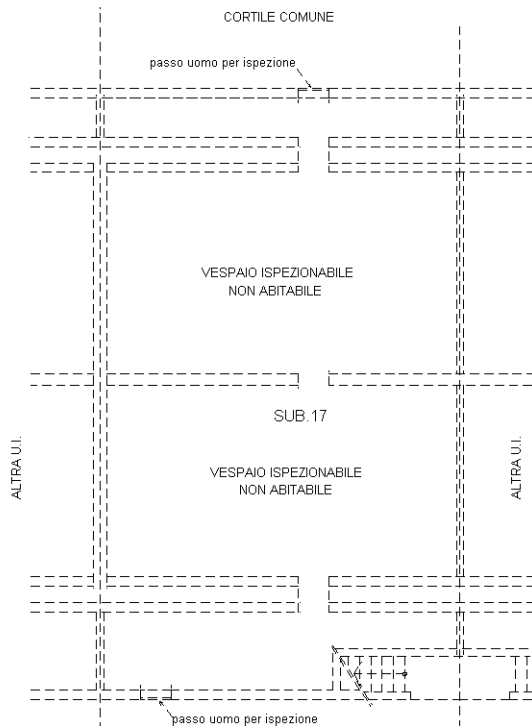 CORTILE COMUNE
passo uomo per ispezione
VESPAIO ISPEZIONABILE
NON ABITABILE
SUB.17
ALTRA U.I.
VESPAIO ISPEZIONABILE
NON ABITABILE
ALTRA U.I.
passo uomo per ispezione